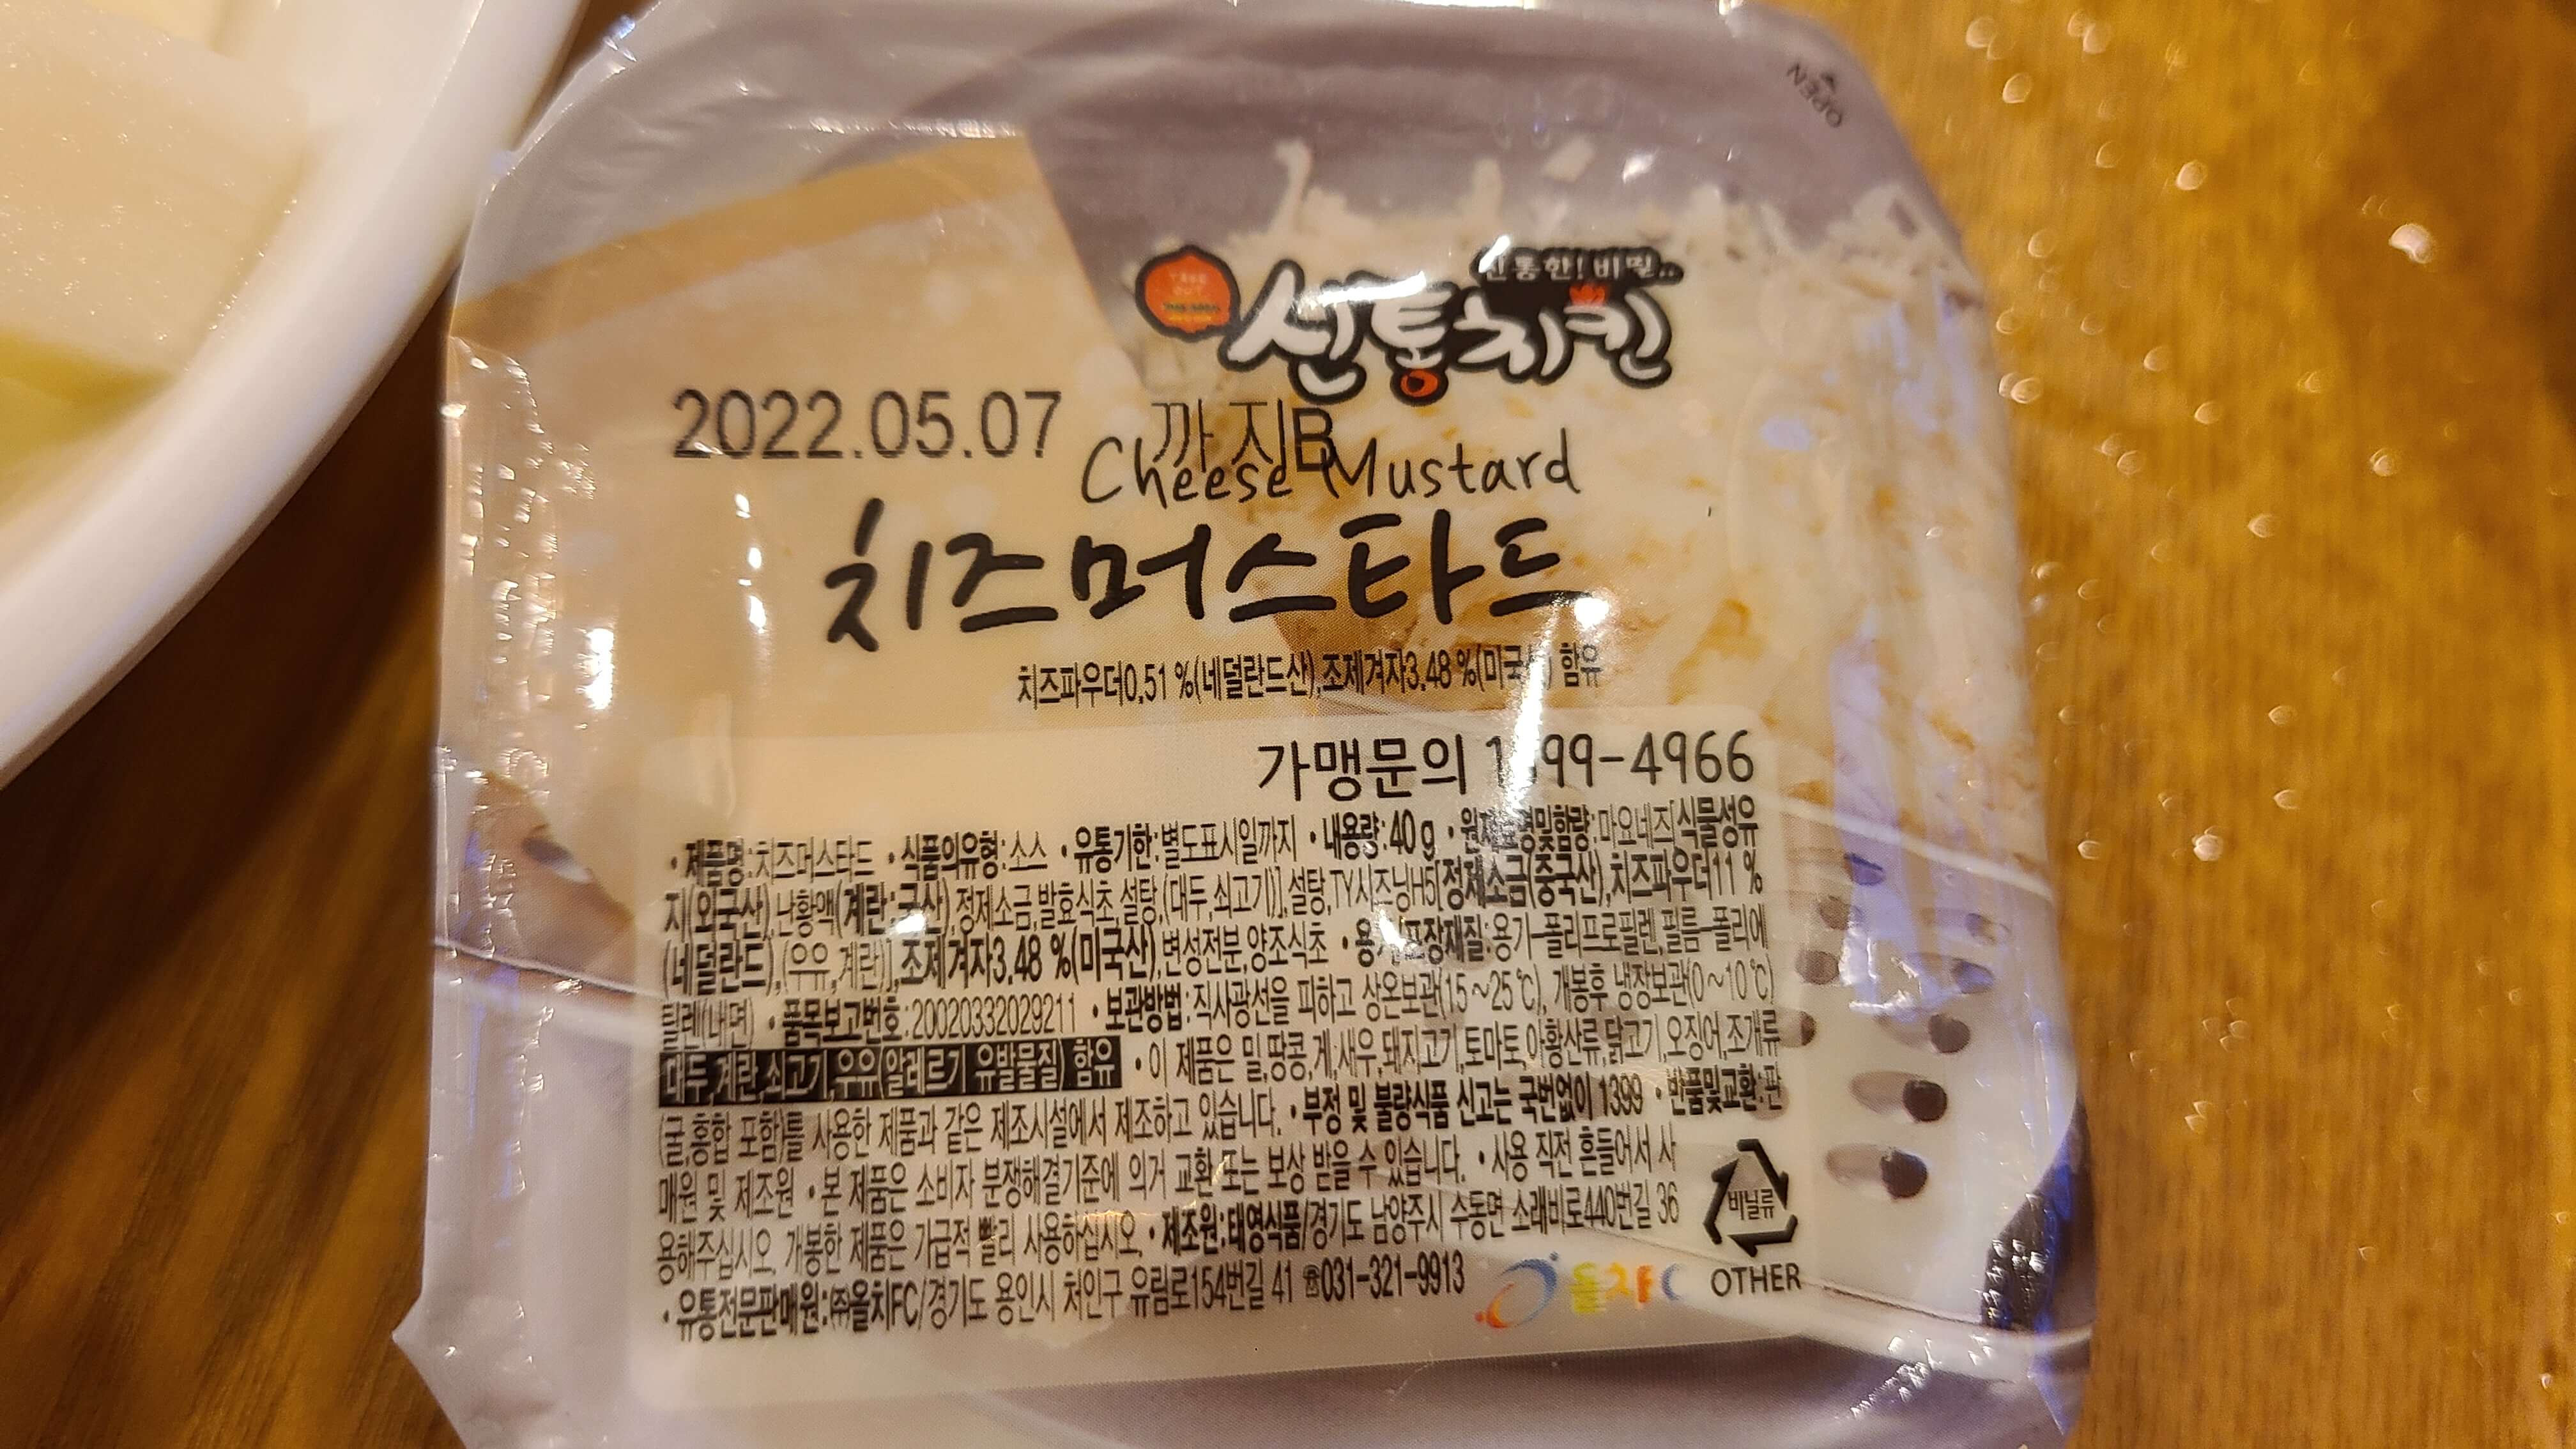 OPEN
신통한! 비밀..
신통치킨
2022.05.07 까지B
Cheese Mustard
치즈머스타드
치즈파우더0.51 %(네덜란드산),조제겨자3.48 %(미국산) 함유
가맹문의 99-4966
• 제품명:치즈머스타드 • 식품의유형:소스 • 유통기한:별도표시일까지 • 내용량:40g • 원재료명및함량:마요네즈[식물성유
지(외국산),난황액(계란:국산),정제소금,발효식초,설탕,(대두,쇠고기)],설탕,TY시즈닝H5[정제소금(중국산),치즈파우더11 %
(네덜란드),(우유,계란)],조제겨자3.48 %(미국산),변성전분,양조식초 • 용기/포장재질:용기-폴리프로필렌,필름-폴리에
틸렌(내면) • 품목보고번호:20020332029211 • 보관방법:직사광선을 피하고 상온보관(15~25℃), 개봉후 냉장보관(0~10℃)
대두,계란,쇠고기,우유(알레르기 유발물질) 함유 • 이 제품은 밀,땅콩,게,새우,돼지고기,토마토,아황산류,닭고기,오징어,조개류
(굴,홍합 포함)를 사용한 제품과 같은 제조시설에서 제조하고 있습니다. • 부정 및 불량식품 신고는 국번없이 1399 • 반품및교환:판
매원 및 제조원 • 본 제품은 소비자 분쟁해결기준에 의거 교환 또는 보상 받을 수 있습니다. • 사용 직전 흔들어서 사
용해주십시오, 개봉한 제품은 가급적 빨리 사용하십시오. • 제조원:태영식품/경기도 남양주시 수동면 소래비로440번길 36
• 유통전문판매원:㈜올치FC/경기도 용인시 처인구 유림로154번길 41 ☎031-321-9913
비닐류
OTHER